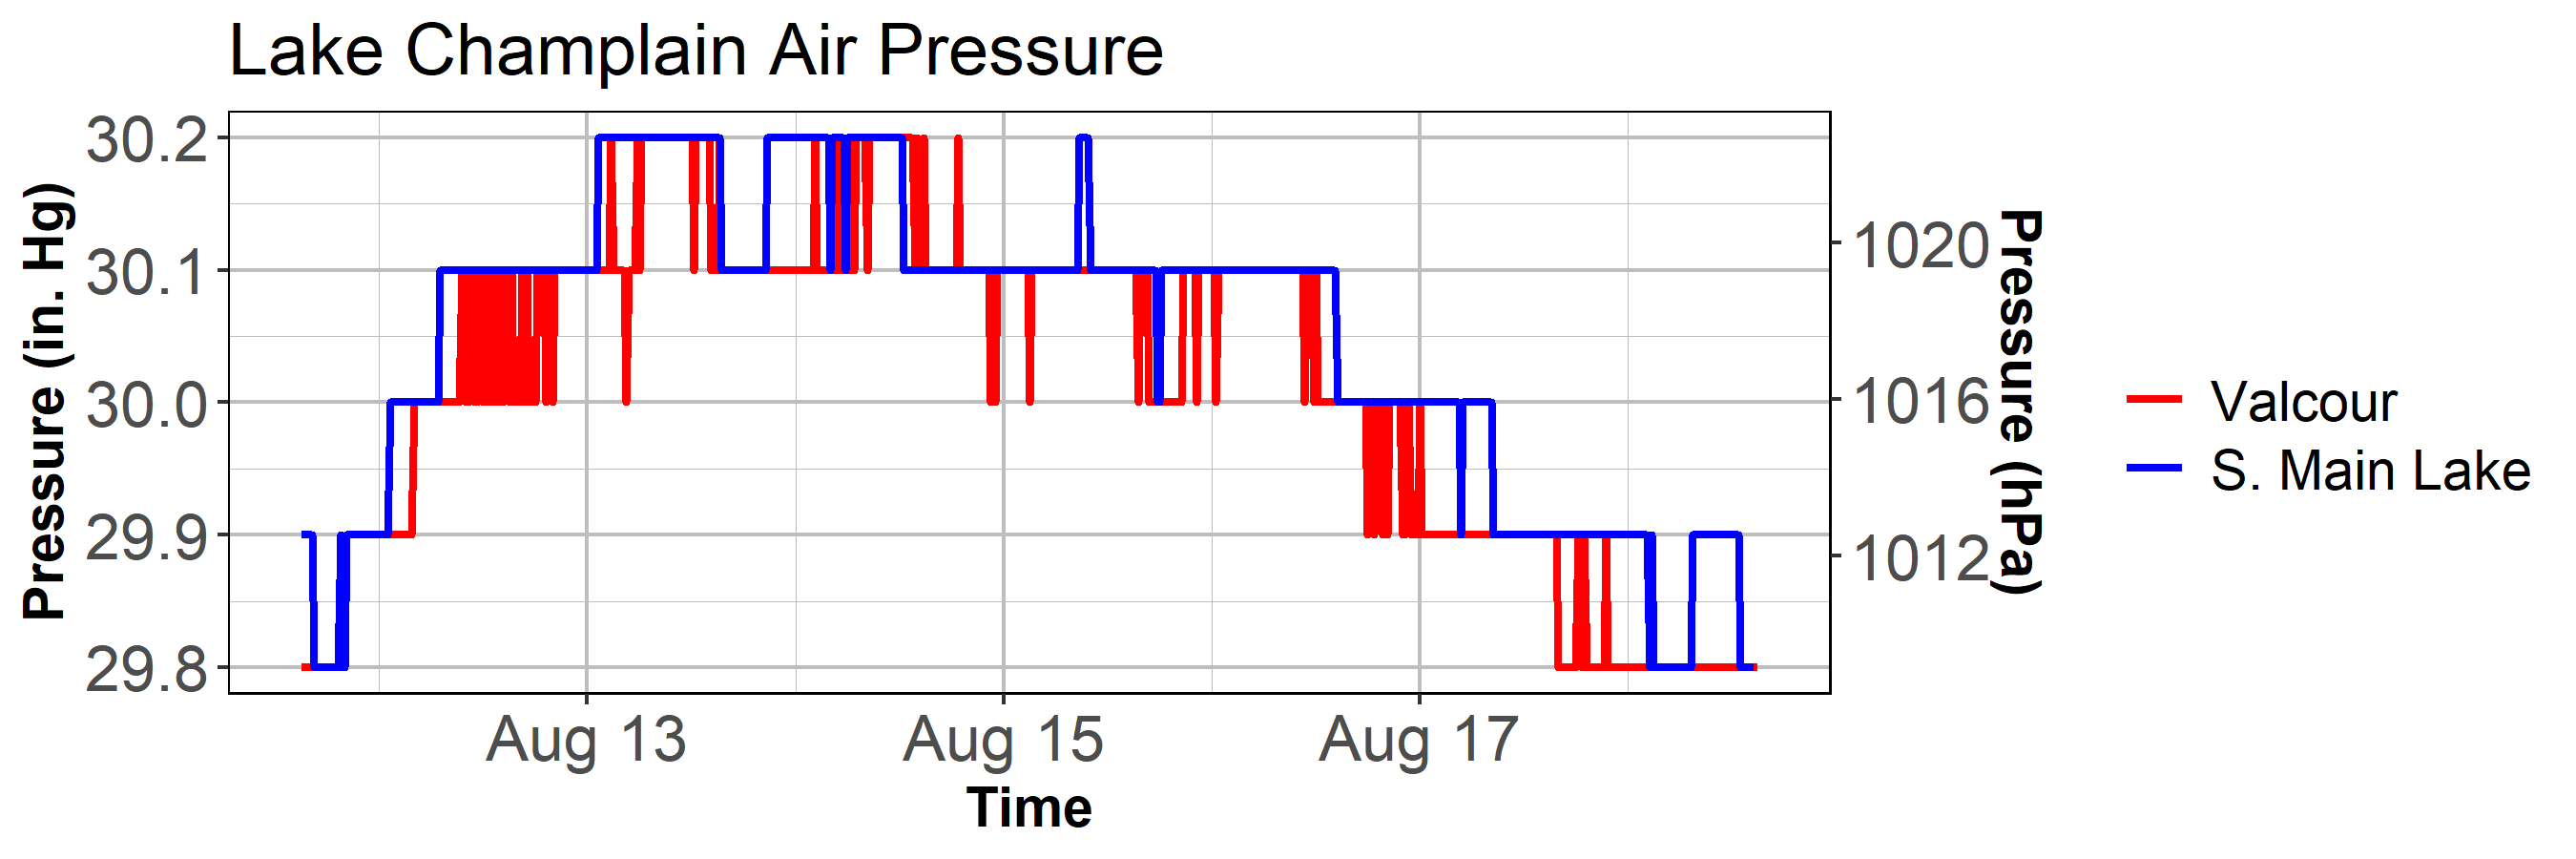 Lake Champlain Air Pressure
Pressure (in. Hg)
30.2
30.1
30.0
29.9
29.8
1020
1016
1012
Pressure (hPa)
Valcour
S. Main Lake
Aug 13 Aug 15 Aug 17
Time